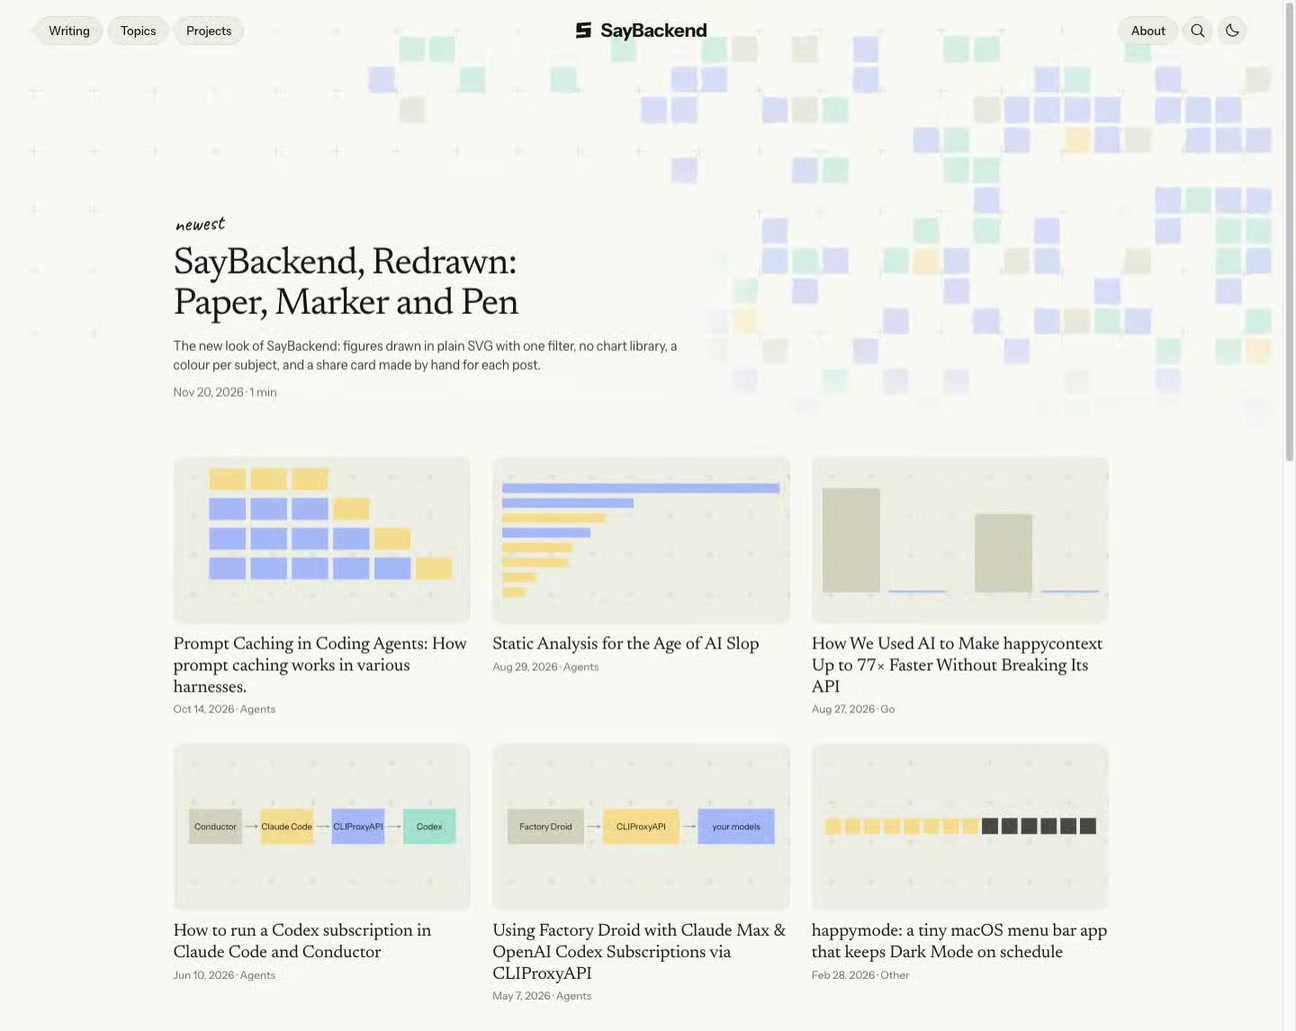 Writing
Topics
Projects
SayBackend
About
newest
SayBackend, Redrawn:
Paper, Marker and Pen
The new look of SayBackend: figures drawn in plain SVG with one filter, no chart library, a
colour per subject, and a share card made by hand for each post.
Nov 20, 2026 · 1 min
Prompt Caching in Coding Agents: How
prompt caching works in various
harnesses.
Oct 14, 2026 · Agents
Static Analysis for the Age of AI Slop
Aug 29, 2026 · Agents
How We Used AI to Make happycontext
Up to 77× Faster Without Breaking Its
API
Aug 27, 2026 · Go
Conductor
Claude Code
CLIProxyAPI
Codex
How to run a Codex subscription in
Claude Code and Conductor
Jun 10, 2026 · Agents
Factory Droid
CLIProxyAPI
your models
Using Factory Droid with Claude Max &
OpenAI Codex Subscriptions via
CLIProxyAPI
May 7, 2026 · Agents
happymode: a tiny macOS menu bar app
that keeps Dark Mode on schedule
Feb 28, 2026 · Other